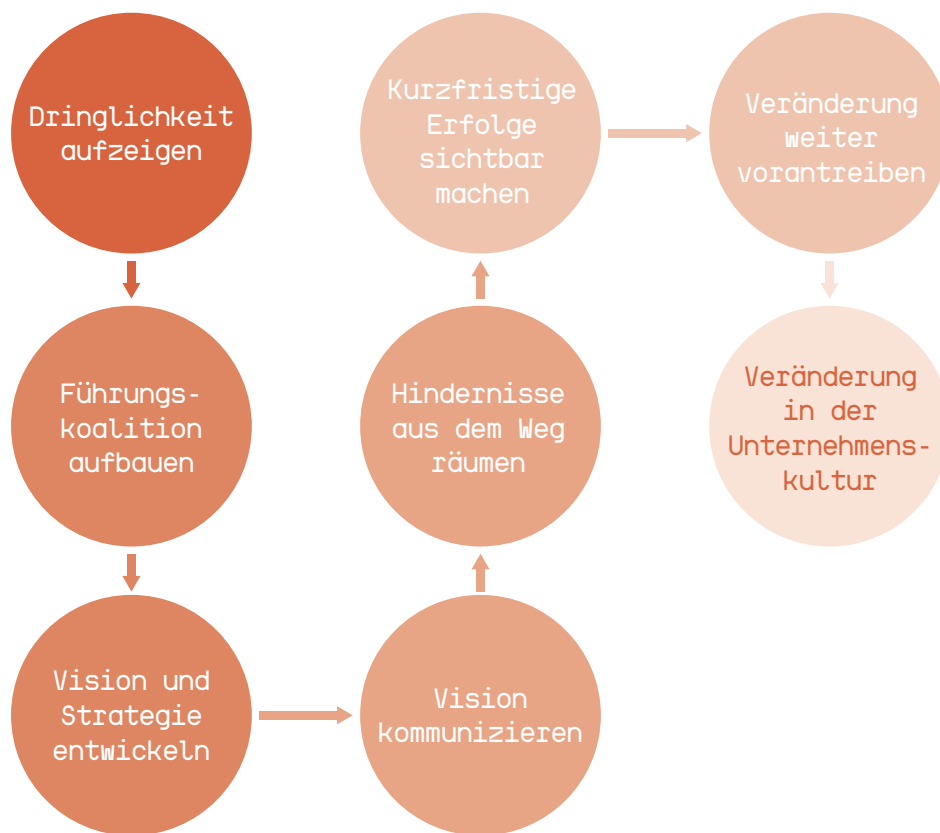 Dringlichkeit
aufzeigen
Führungs-
koalition
aufbauen
Vision und
Strategie
entwickeln
Vision
kommunizieren
Hindernisse
aus dem Weg
räumen
Kurzfristige
Erfolge
sichtbar
machen
Veränderung
weiter
vorantreiben
Veränderung
in der
Unternehmens-
kultur